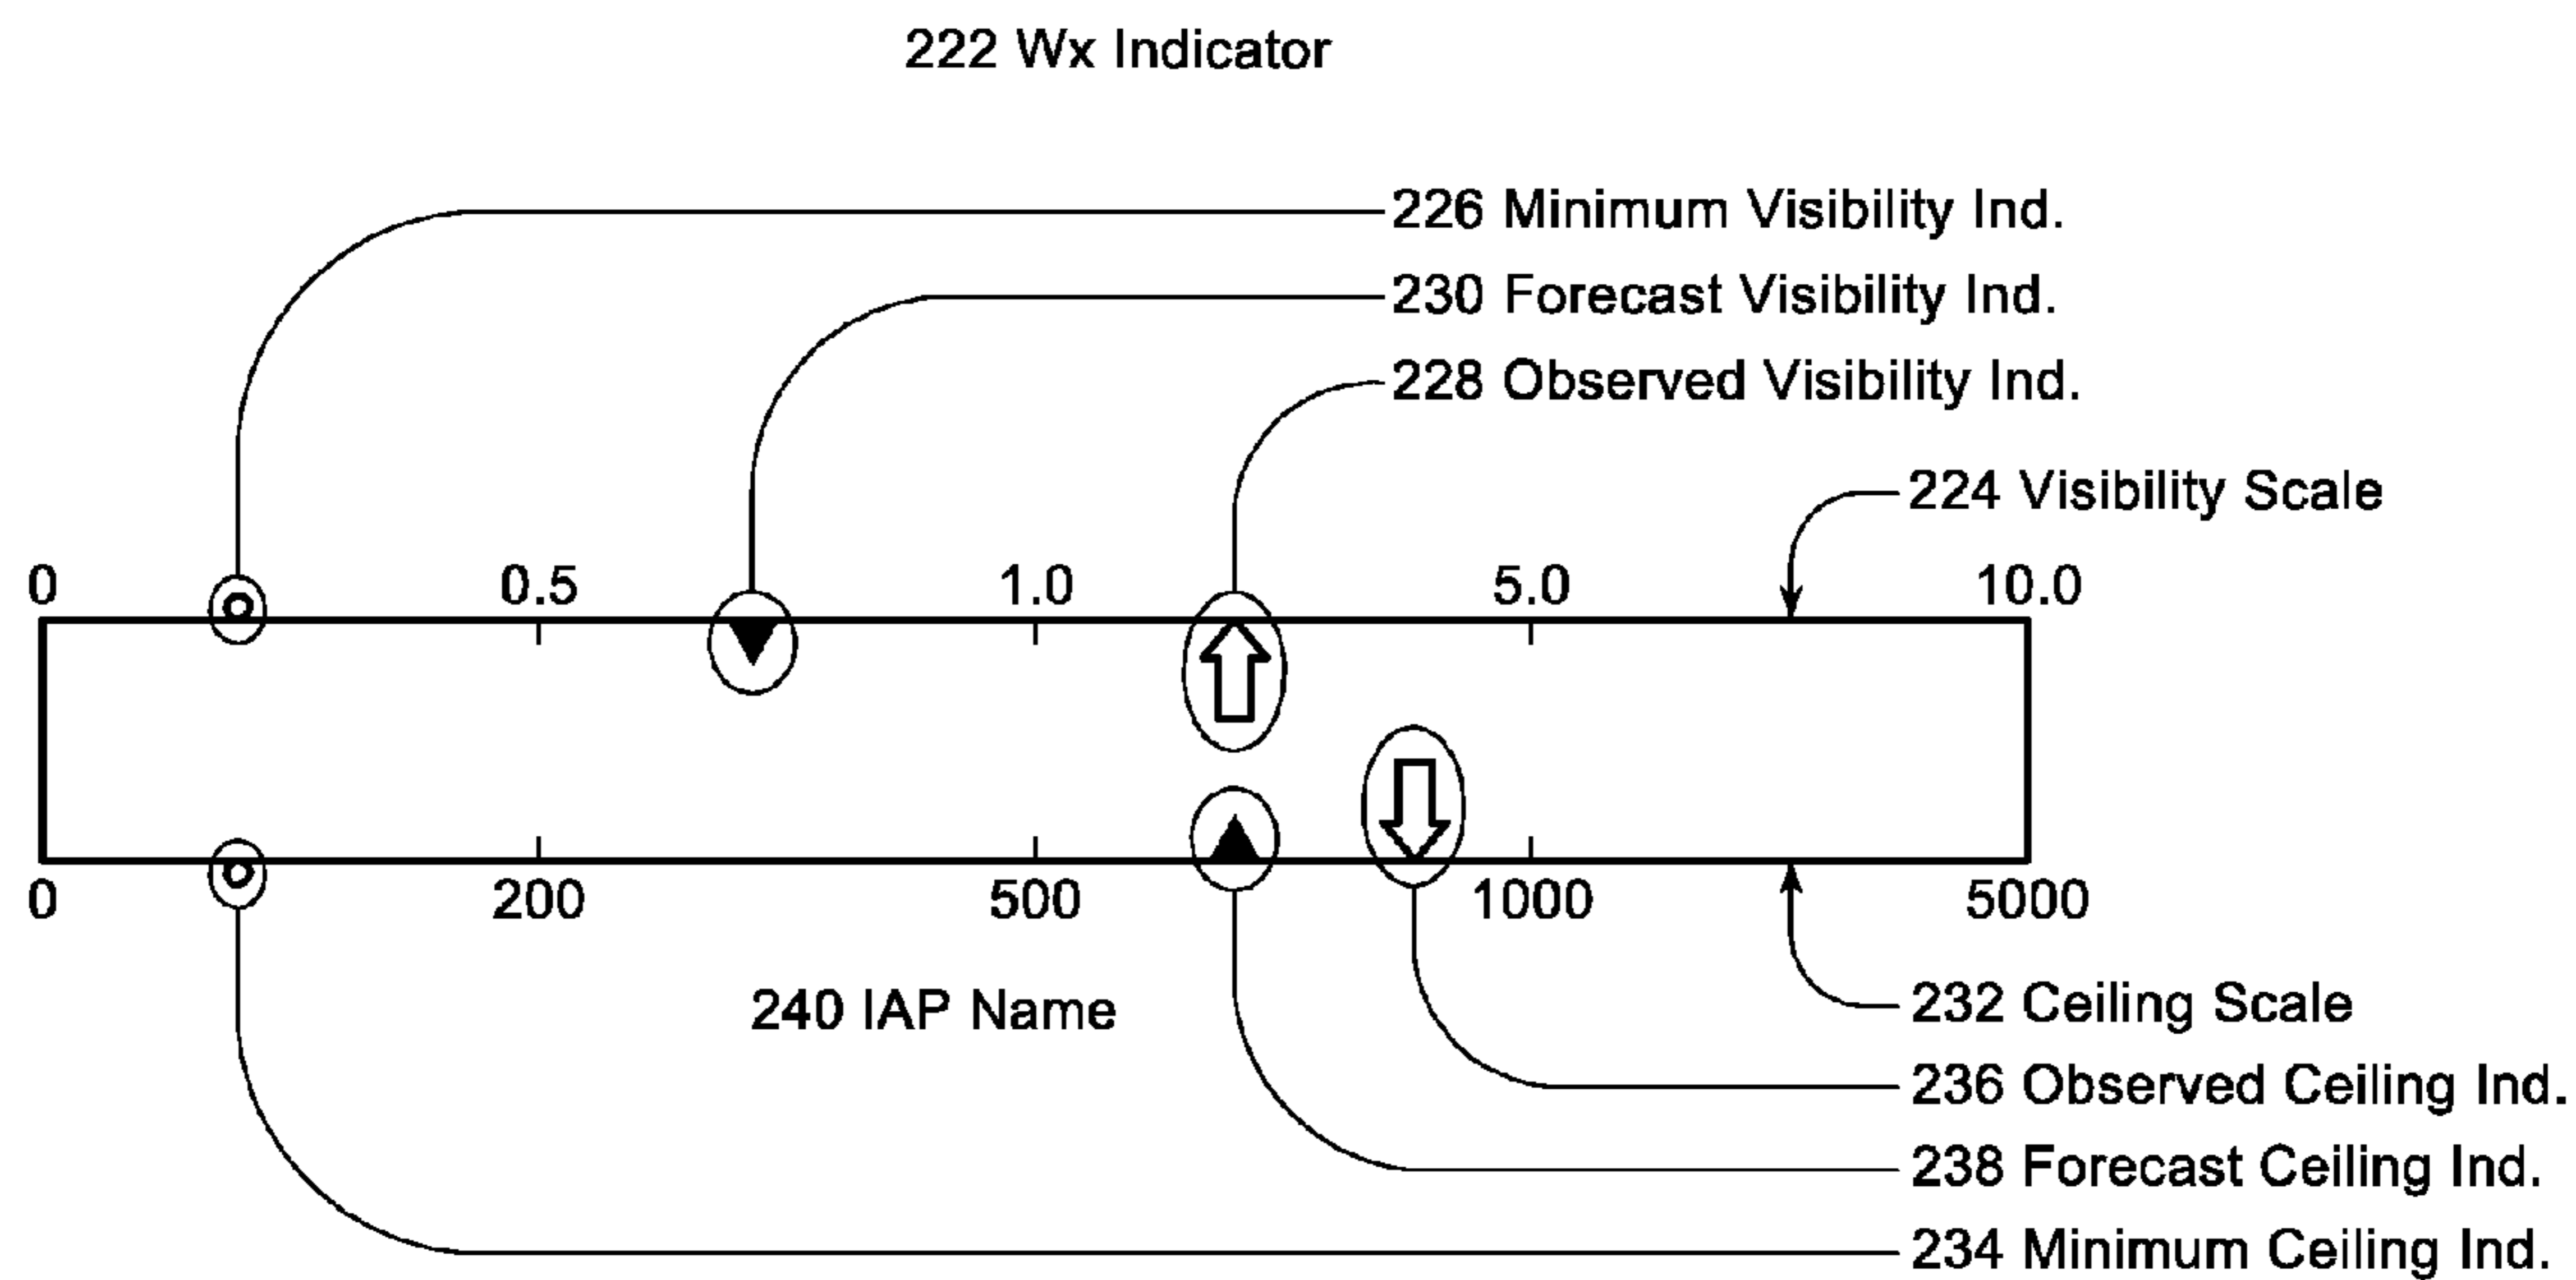 222 Wx Indicator
226 Minimum Visibility Ind.
230 Forecast Visibility Ind.
228 Observed Visibility Ind.
224 Visibility Scale
0 0.5 1.0 5.0 10.0
0 200 500 1000 5000
240 IAP Name
232 Ceiling Scale
236 Observed Ceiling Ind.
238 Forecast Ceiling Ind.
234 Minimum Ceiling Ind.